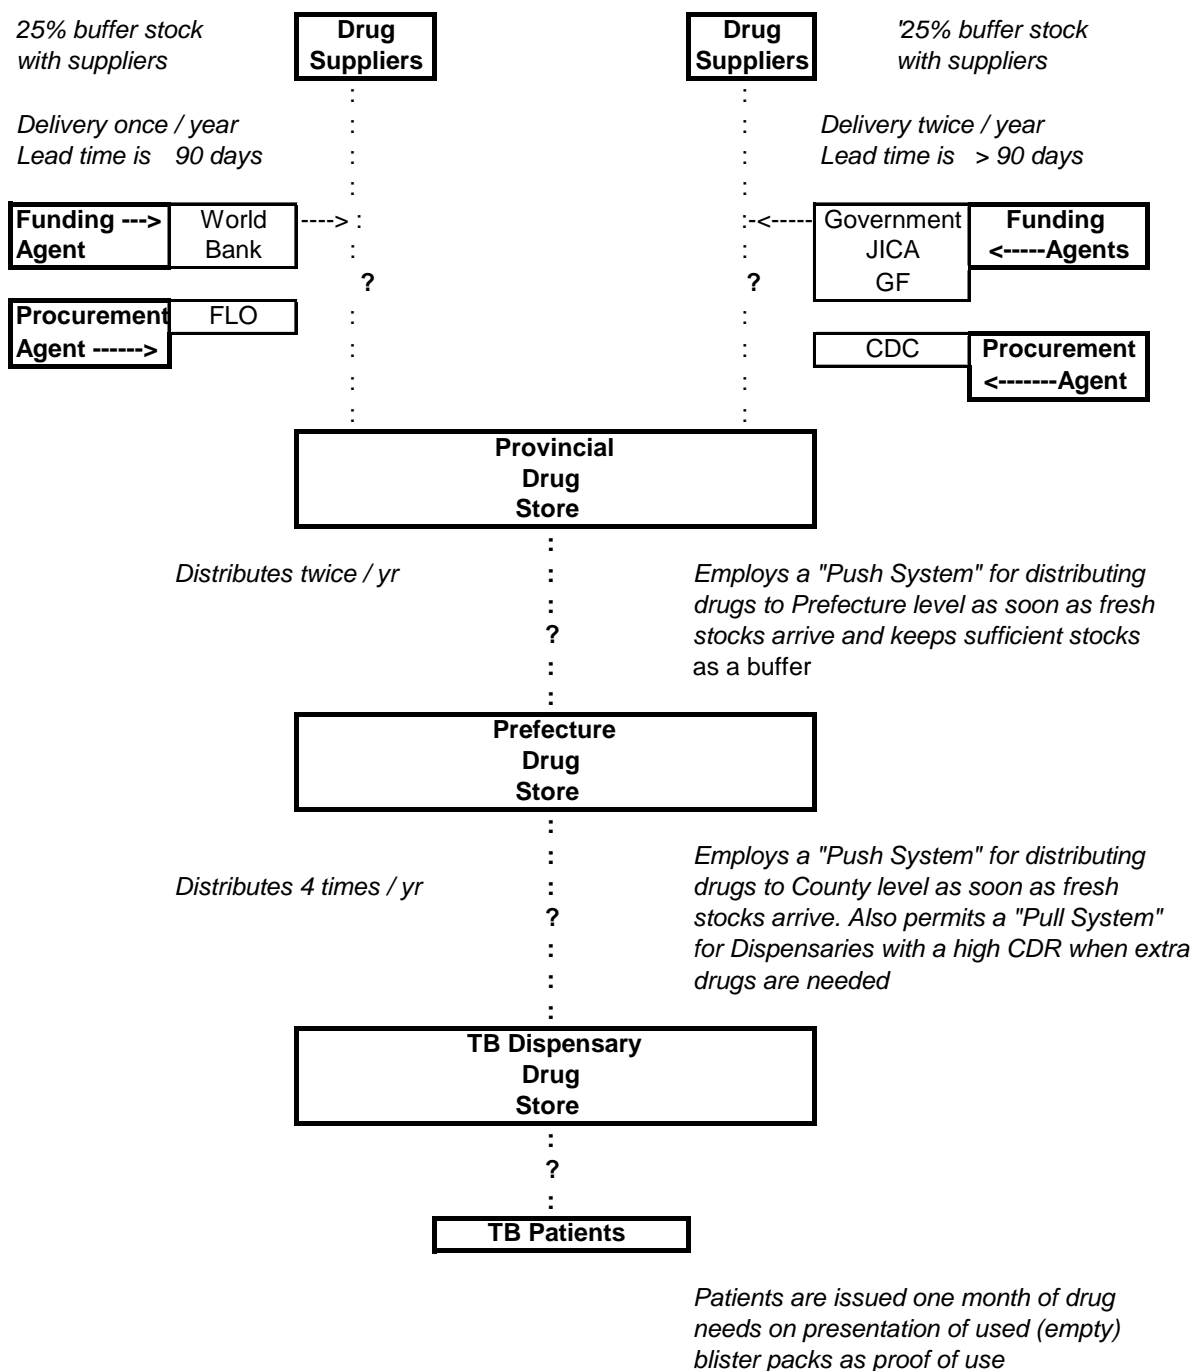 25% buffer stock
with suppliers
Drug
Suppliers
Drug
Suppliers
'25% buffer stock
with suppliers
:
:
Delivery once / year
Lead time is 90 days
:
:
:
:
:
:
Delivery twice / year
Lead time is > 90 days
Funding --->
Agent
World
Bank
----> :
:
:-<-----
:
Government
JICA
GF
Funding
<-----Agents
?
?
Procurement
Agent ------>
FLO
:
:
:
:
:
:
:
:
CDC
Procurement
<-------Agent
Provincial
Drug
Store
:
Distributes twice / yr
:
:
?
:
:
Employs a "Push System" for distributing
drugs to Prefecture level as soon as fresh
stocks arrive and keeps sufficient stocks
as a buffer
Prefecture
Drug
Store
:
:
Distributes 4 times / yr
:
?
:
:
:
Employs a "Push System" for distributing
drugs to County level as soon as fresh
stocks arrive. Also permits a "Pull System"
for Dispensaries with a high CDR when extra
drugs are needed
TB Dispensary
Drug
Store
:
?
:
TB Patients
Patients are issued one month of drug
needs on presentation of used (empty)
blister packs as proof of use